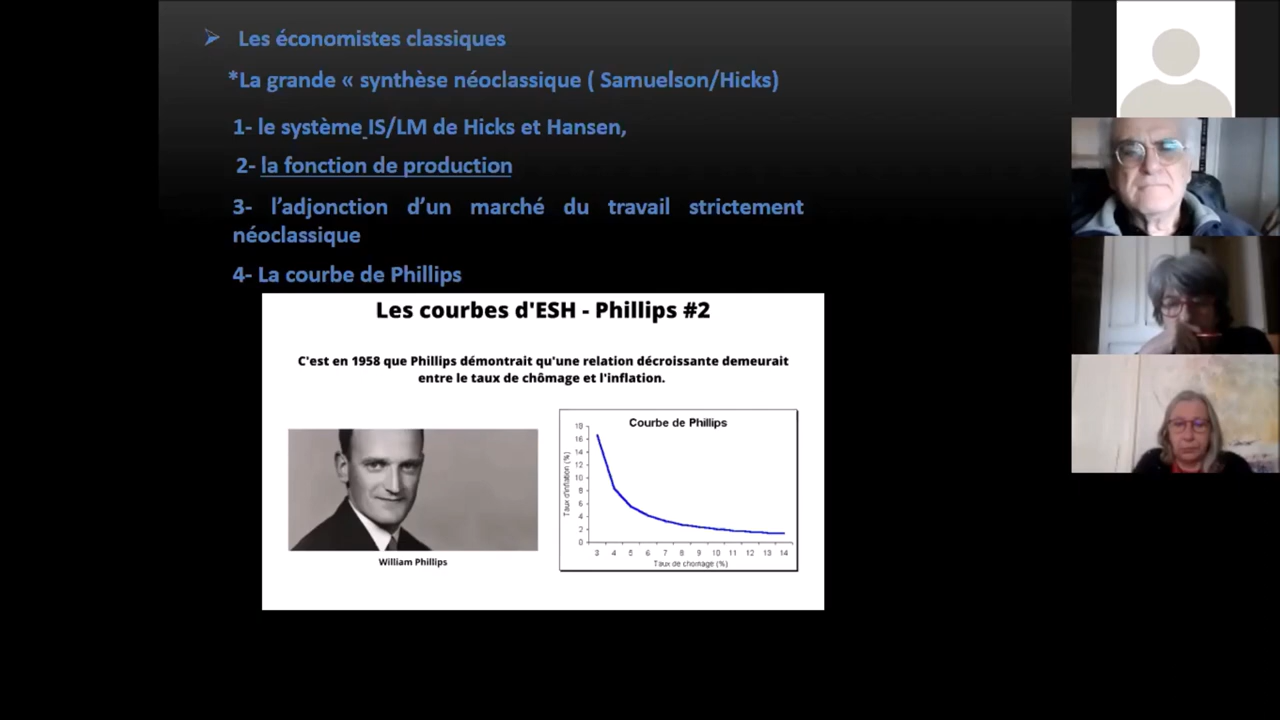 Les économistes classiques
*La grande « synthèse néoclassique ( Samuelson/Hicks)
1- le système IS/LM de Hicks et Hansen,
2- la fonction de production
3- l’adjonction d’un marché du travail strictement
néoclassique
4- La courbe de Phillips
Les courbes d'ESH - Phillips #2
C'est en 1958 que Phillips démontrait qu'une relation décroissante demeurait
entre le taux de chômage et l'inflation.
William Phillips
Courbe de Phillips
Taux d'inflation (%)
18
16
14
12
10
8
6
4
2
0
3 4 5 6 7 8 9 10 11 12 13 14
Taux de chomage (%)